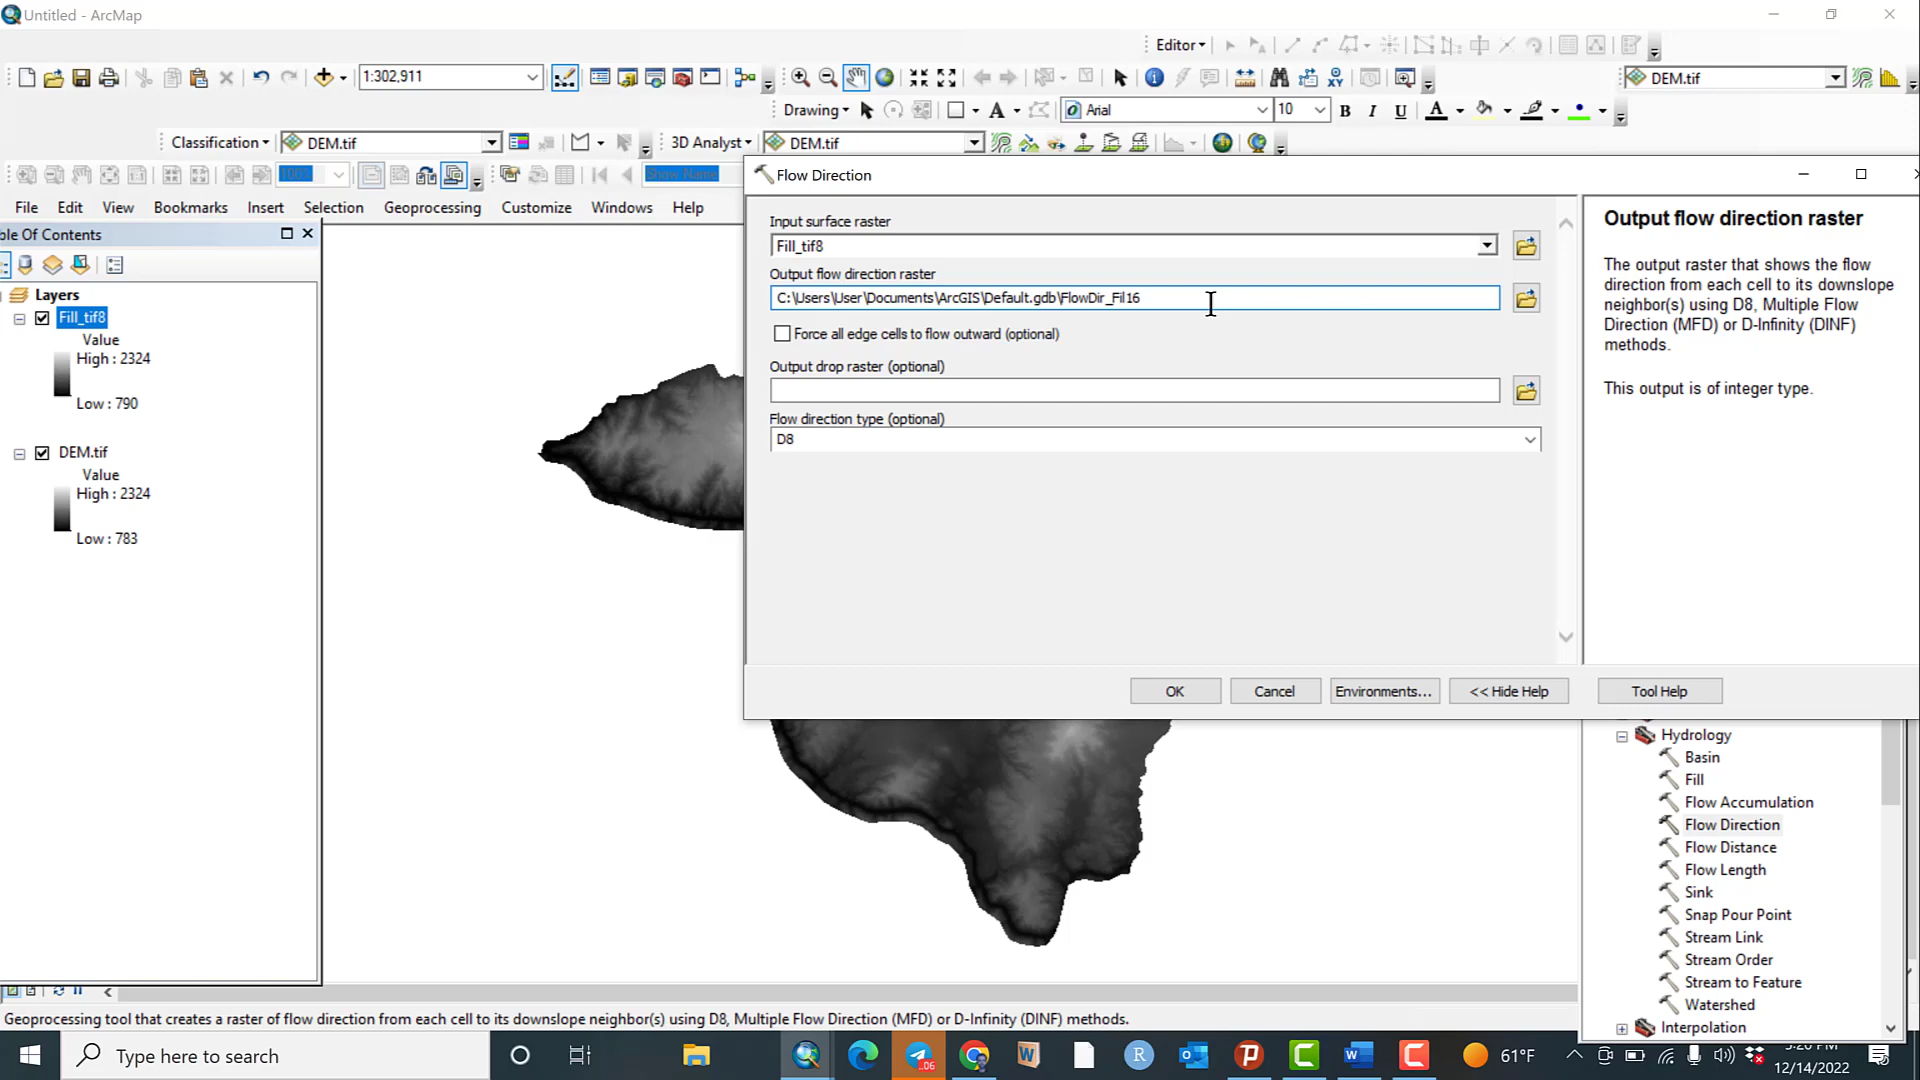 Untitled - ArcMap
Editor
1:302,911
DEM.tif
Drawing
Arial
10
B I U A
Classification
DEM.tif
3D Analyst
DEM.tif
100%
Show Name
Flow Direction
File Edit View Bookmarks Insert Selection Geoprocessing Customize Windows Help
ble Of Contents
Layers
Fill_tif8
Value
High : 2324
Low : 790
DEM.tif
Value
High : 2324
Low : 783
Input surface raster
Fill_tif8
Output flow direction raster
C:\Users\User\Documents\ArcGIS\Default.gdb\FlowDir_Fil16
Force all edge cells to flow outward (optional)
Output drop raster (optional)
Flow direction type (optional)
D8
OK
Cancel
Environments...
<< Hide Help
Tool Help
Output flow direction raster
The output raster that shows the flow
direction from each cell to its downslope
neighbor(s) using D8, Multiple Flow
Direction (MFD) or D-Infinity (DINF)
methods.
This output is of integer type.
Hydrology
Basin
Fill
Flow Accumulation
Flow Direction
Flow Distance
Flow Length
Sink
Snap Pour Point
Stream Link
Stream Order
Stream to Feature
Watershed
Interpolation
Geoprocessing tool that creates a raster of flow direction from each cell to its downslope neighbor(s) using D8, Multiple Flow Direction (MFD) or D-Infinity (DINF) methods.
Type here to search
61°F
12/14/2022